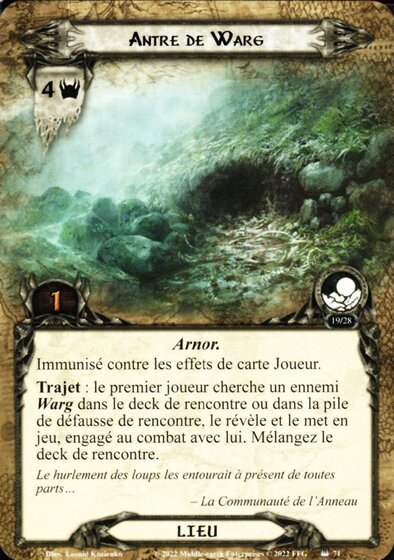 Antre de Warg
4
1
19/28
Arnor.
Immunisé contre les effets de carte Joueur.
Trajet : le premier joueur cherche un ennemi
Warg dans le deck de rencontre ou dans la pile
de défausse de rencontre, le révèle et le met en
jeu, engagé au combat avec lui. Mélangez le
deck de rencontre.
Le hurlement des loups les entourait à présent de toutes
parts…
– La Communauté de l'Anneau
LIEU
Illus. Leonid Kozienko © 2022 Middle-earth Enterprises © 2022 FFG 71